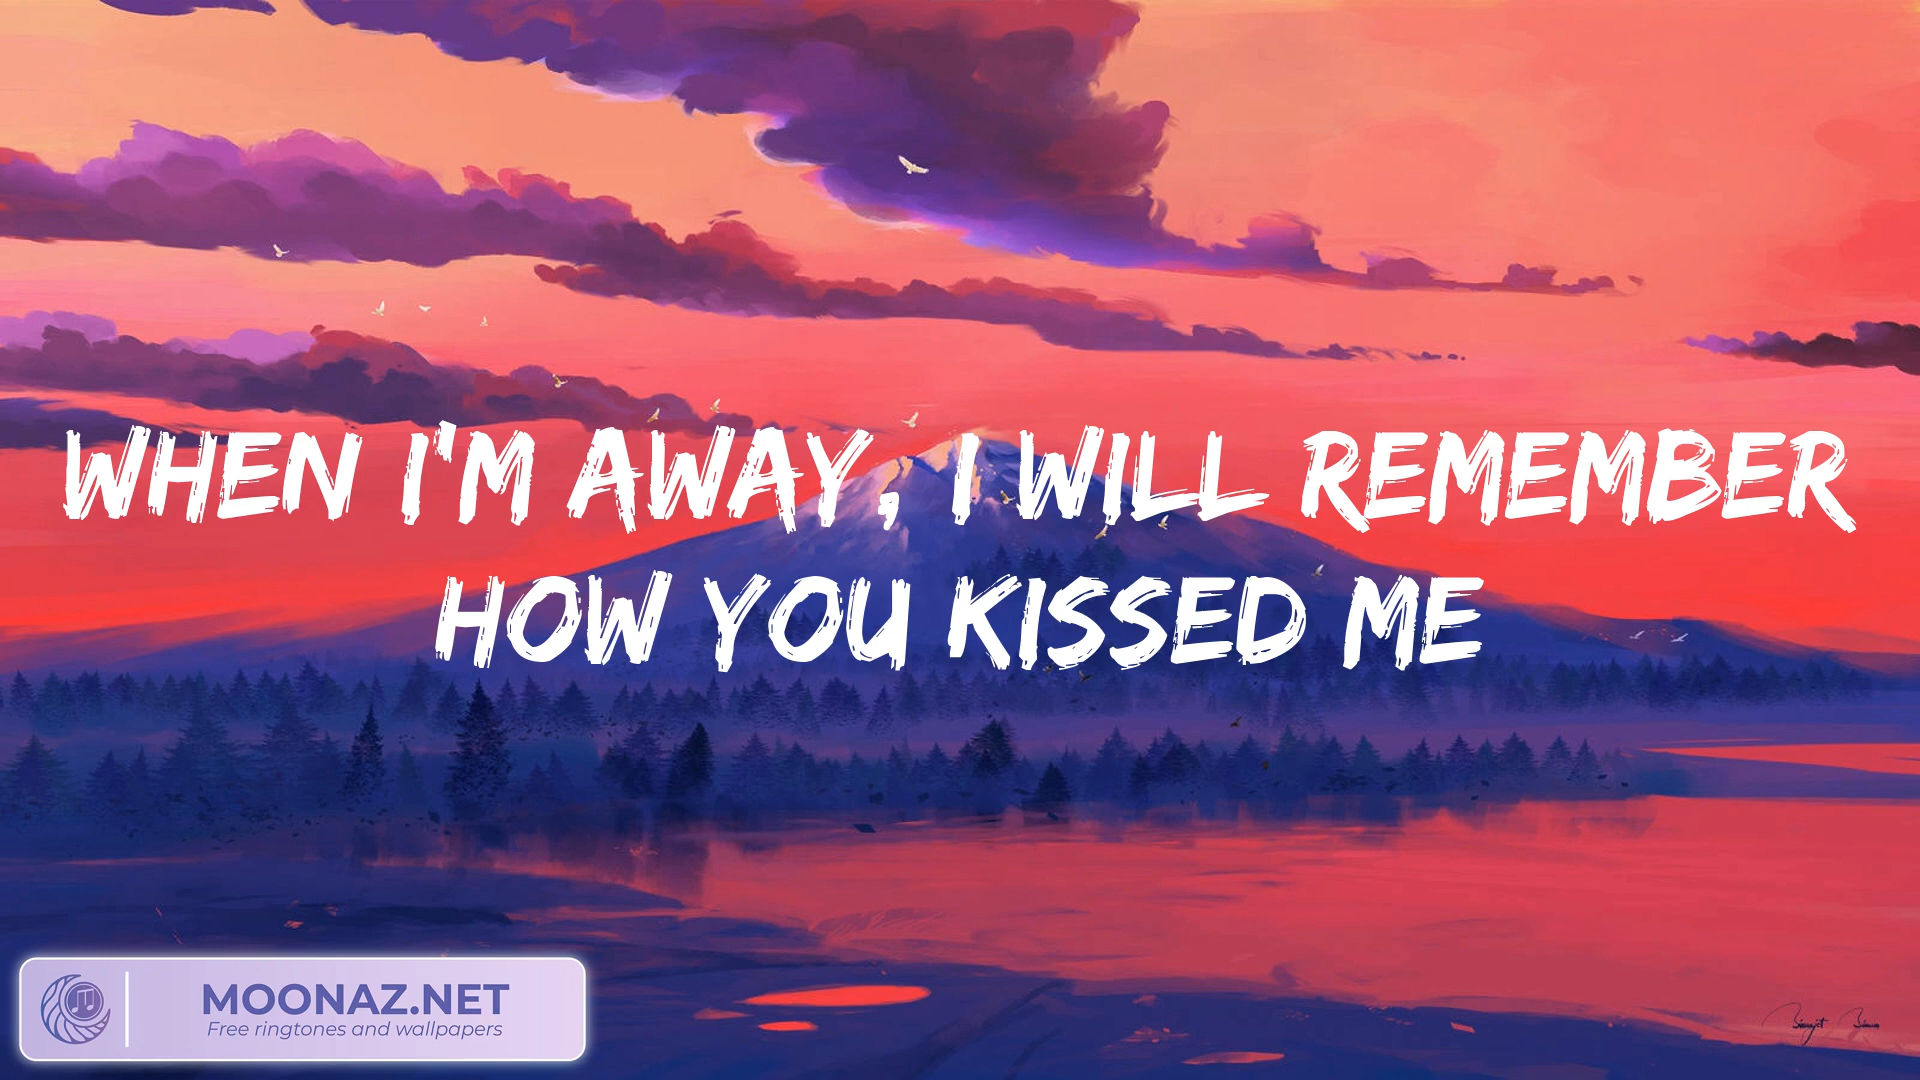 WHEN I'M AWAY, I WILL REMEMBER
HOW YOU KISSED ME
MOONAZ.NET
Free ringtones and wallpapers